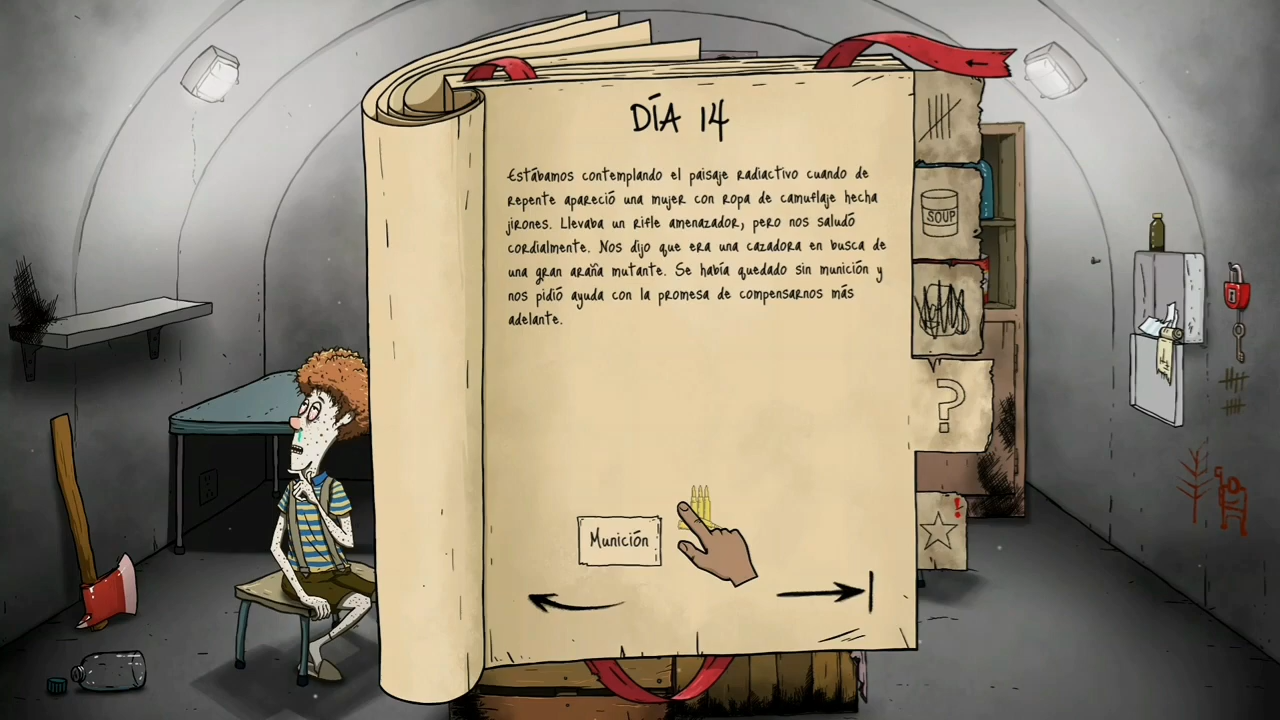 DÍA 14
Estábamos contemplando el paisaje radiactivo cuando de
repente apareció una mujer con ropa de camuflaje hecha
jirones. Llevaba un rifle amenazador, pero nos saludó
cordialmente. Nos dijo que era una cazadora en busca de
una gran araña mutante. Se había quedado sin munición y
nos pidió ayuda con la promesa de compensarnos más
adelante.
Munición
SOUP
?
!